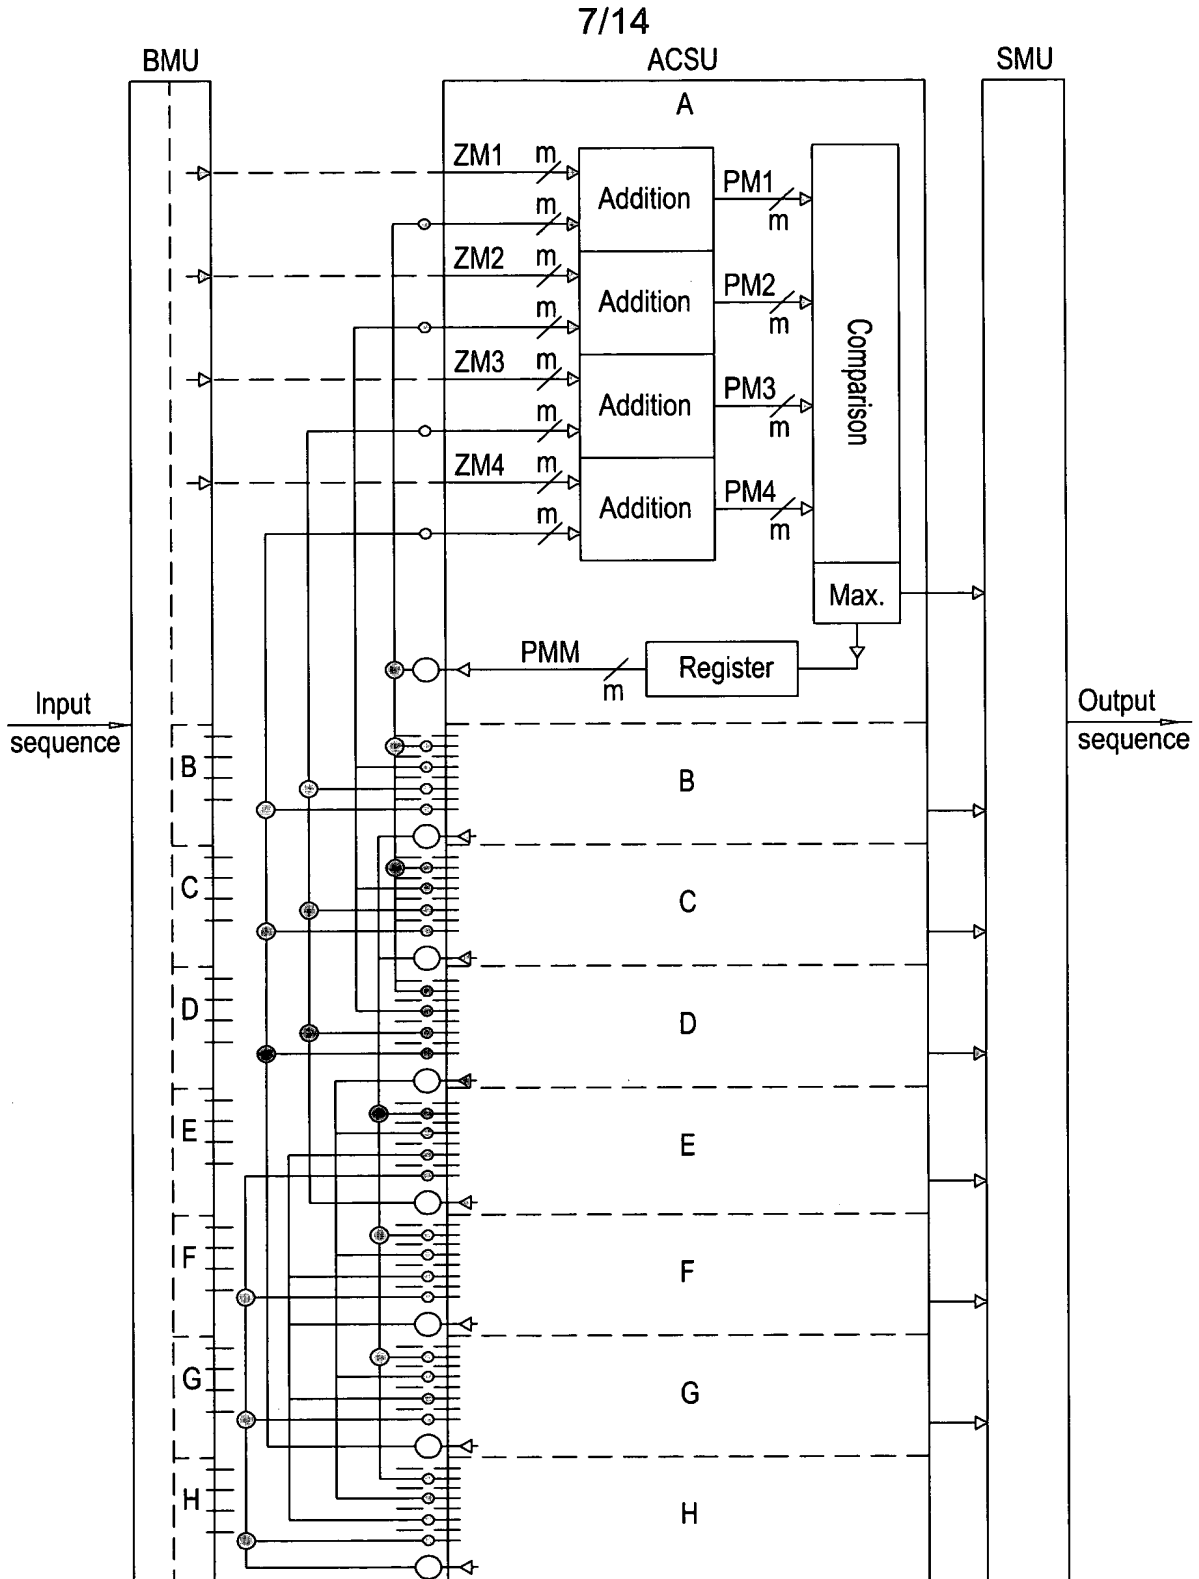 7/14
BMU
ACSU
SMU
A
ZM1
m
m
Addition
PM1
m
ZM2
m
m
Addition
PM2
m
ZM3
m
m
Addition
PM3
m
ZM4
m
m
Addition
PM4
m
Comparison
Max.
PMM
m
Register
Input
sequence
Output
sequence
B
B
C
C
D
D
E
E
F
F
G
G
H
H